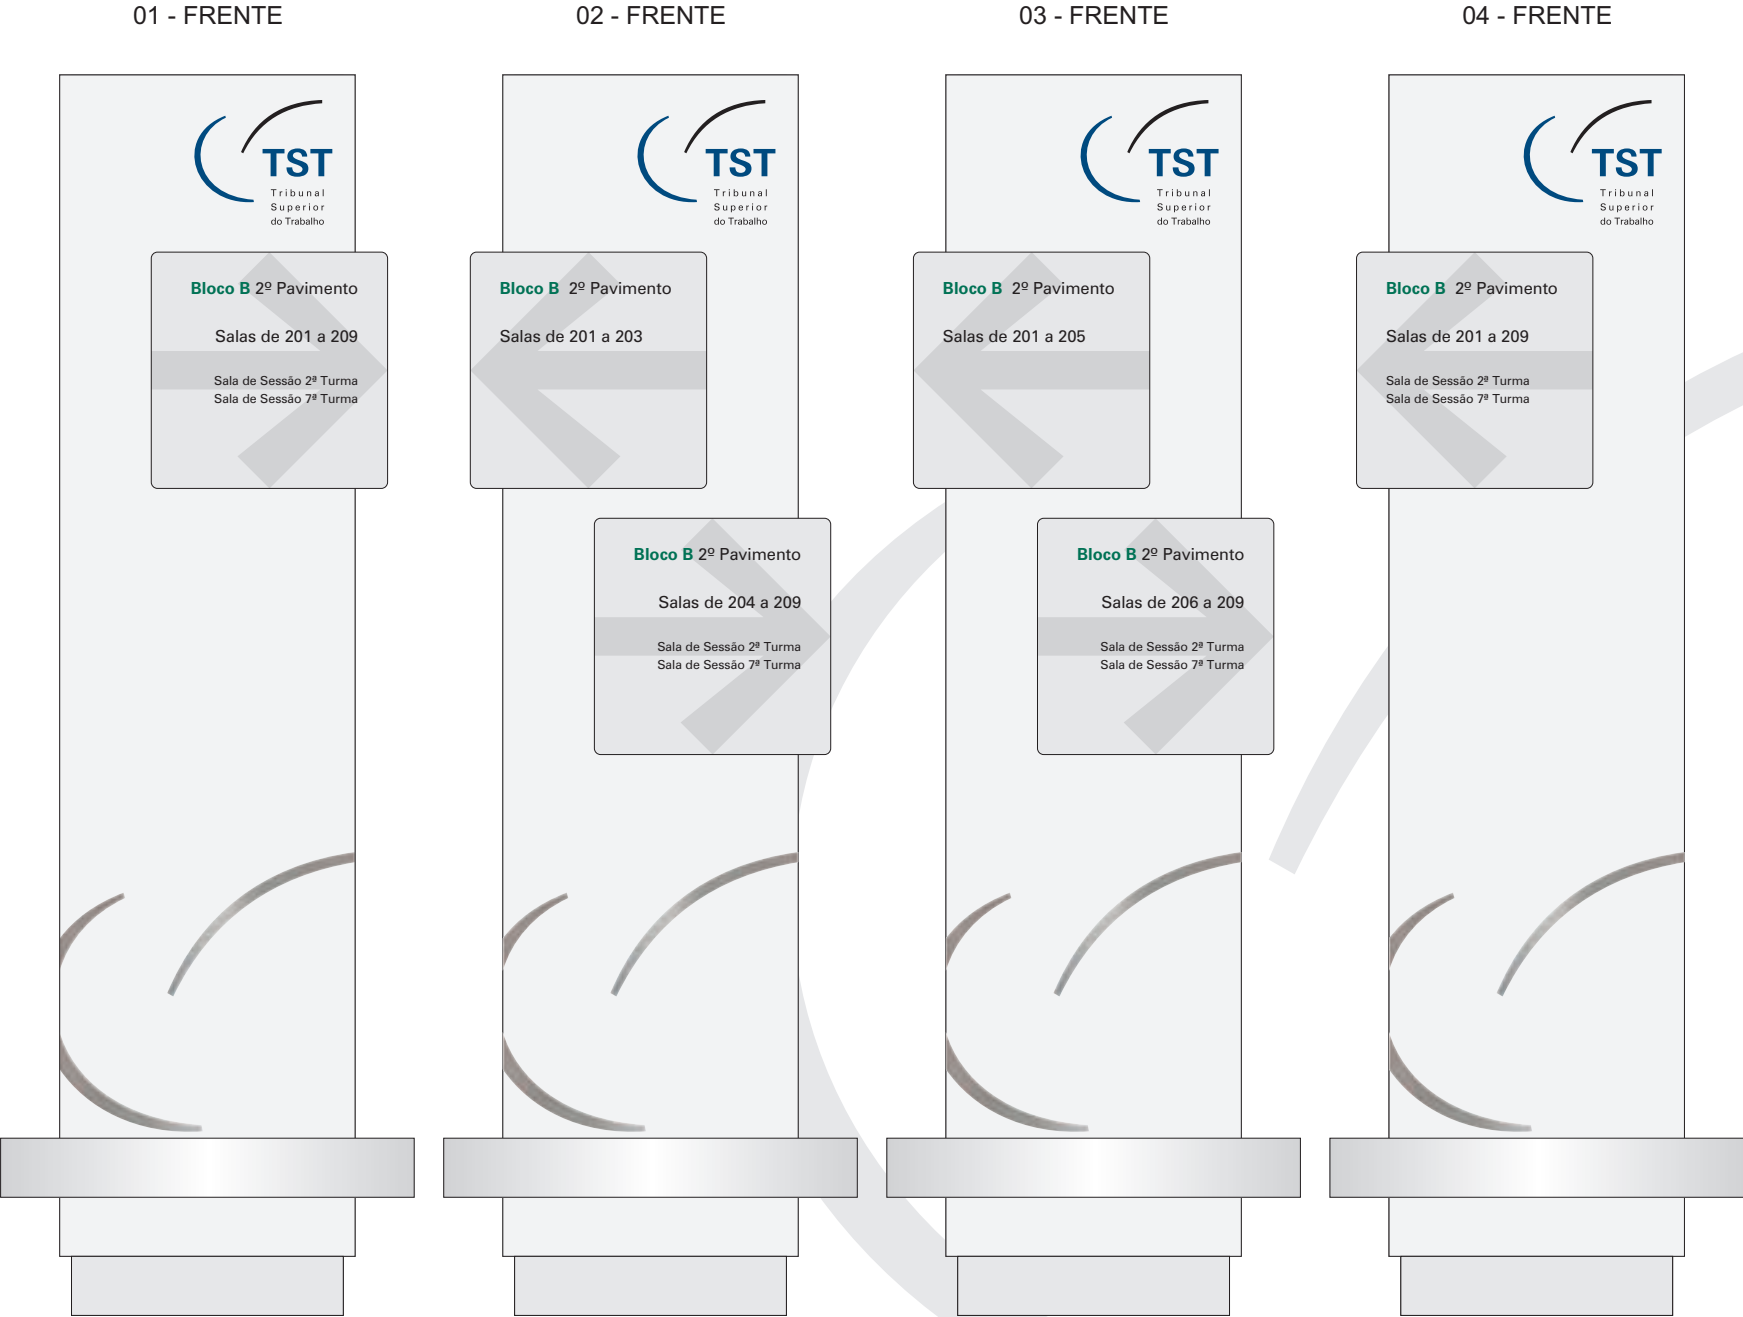 01 - FRENTE
TST
Tribunal
Superior
do Trabalho
Bloco B 2º Pavimento
Salas de 201 a 209
Sala de Sessão 2ª Turma
Sala de Sessão 7ª Turma
02 - FRENTE
TST
Tribunal
Superior
do Trabalho
Bloco B 2º Pavimento
Salas de 201 a 203
Bloco B 2º Pavimento
Salas de 204 a 209
Sala de Sessão 2ª Turma
Sala de Sessão 7ª Turma
03 - FRENTE
TST
Tribunal
Superior
do Trabalho
Bloco B 2º Pavimento
Salas de 201 a 205
Bloco B 2º Pavimento
Salas de 206 a 209
Sala de Sessão 2ª Turma
Sala de Sessão 7ª Turma
04 - FRENTE
TST
Tribunal
Superior
do Trabalho
Bloco B 2º Pavimento
Salas de 201 a 209
Sala de Sessão 2ª Turma
Sala de Sessão 7ª Turma